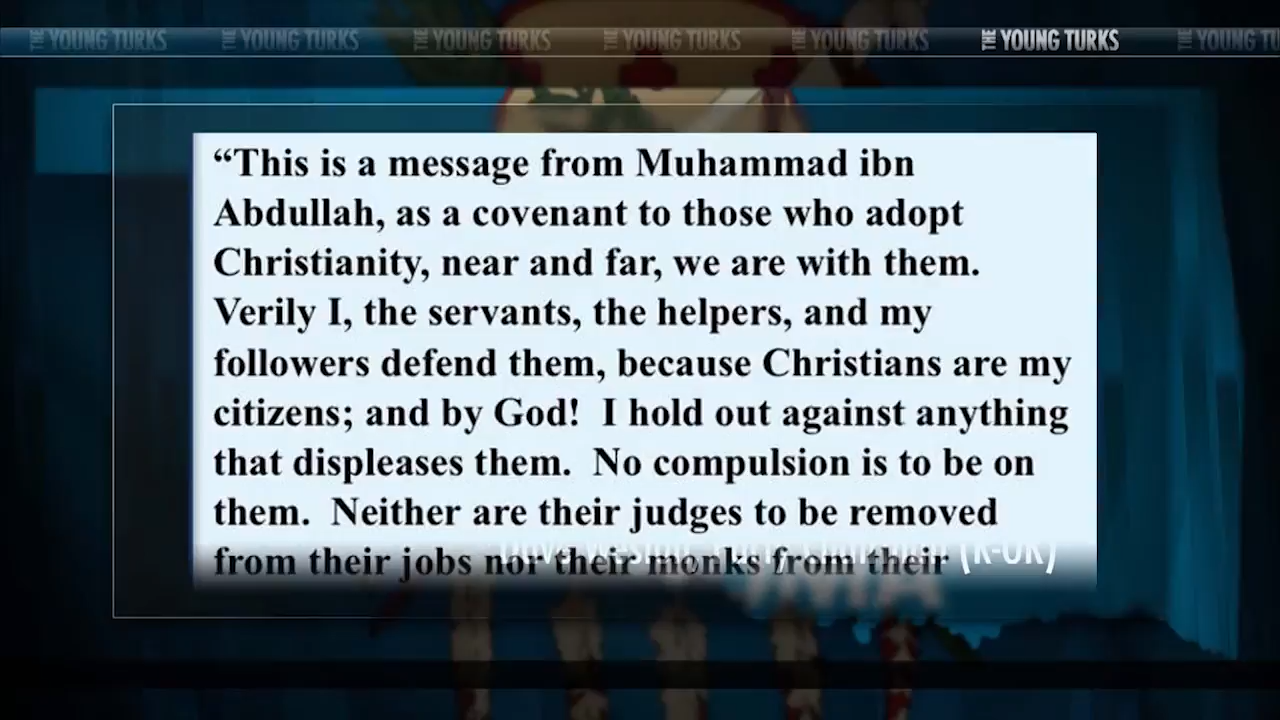 THE YOUNG TURKS THE YOUNG TURKS THE YOUNG TURKS THE YOUNG TURKS THE YOUNG TURKS THE YOUNG TURKS THE YOUNG TU
“This is a message from Muhammad ibn
Abdullah, as a covenant to those who adopt
Christianity, near and far, we are with them.
Verily I, the servants, the helpers, and my
followers defend them, because Christians are my
citizens; and by God!  I hold out against anything
that displeases them.  No compulsion is to be on
them.  Neither are their judges to be removed
from their jobs nor their monks from their
(R-OK)